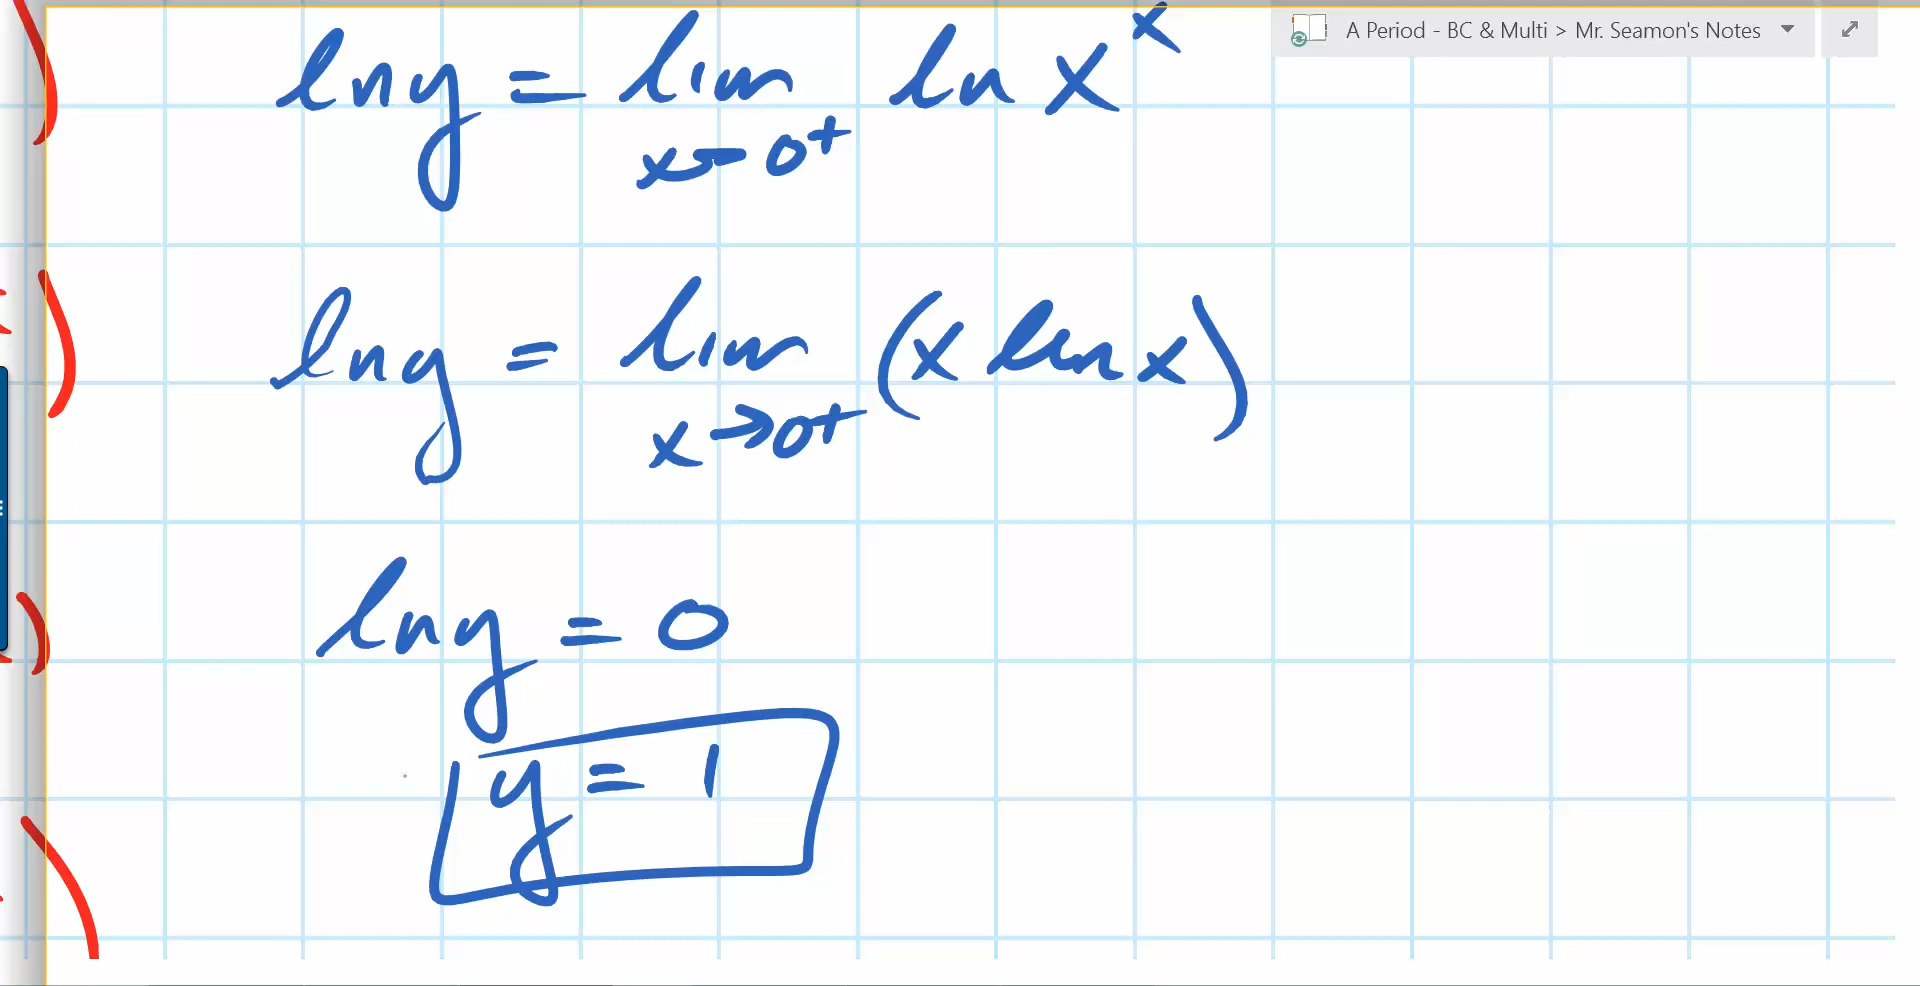 A Period - BC & Multi > Mr. Seamon's Notes
ln y = lim ln x^x
x→0⁺
ln y = lim (x ln x)
x→0⁺
ln y = 0
y = 1